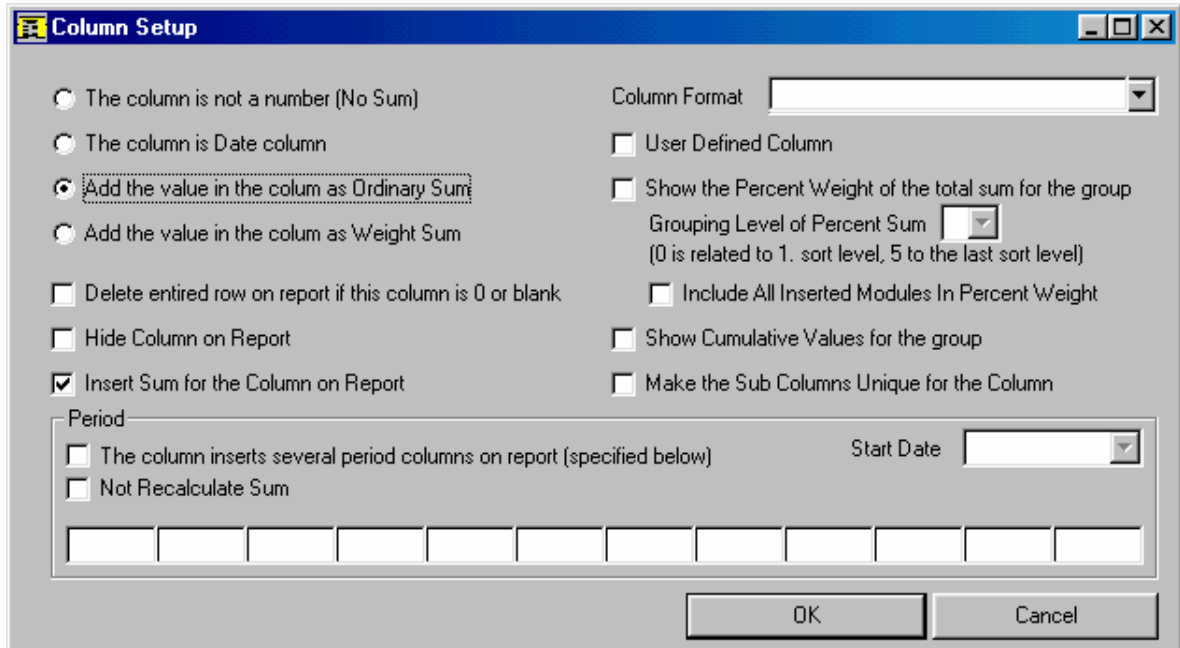 Column Setup
The column is not a number (No Sum)
Column Format
The column is Date column
User Defined Column
Add the value in the colum as Ordinary Sum
Show the Percent Weight of the total sum for the group
Grouping Level of Percent Sum
Add the value in the colum as Weight Sum
(0 is related to 1. sort level, 5 to the last sort level)
Delete entired row on report if this column is 0 or blank
Include All Inserted Modules In Percent Weight
Hide Column on Report
Show Cumulative Values for the group
Insert Sum for the Column on Report
Make the Sub Columns Unique for the Column
Period
The column inserts several period columns on report (specified below)
Start Date
Not Recalculate Sum
OK
Cancel